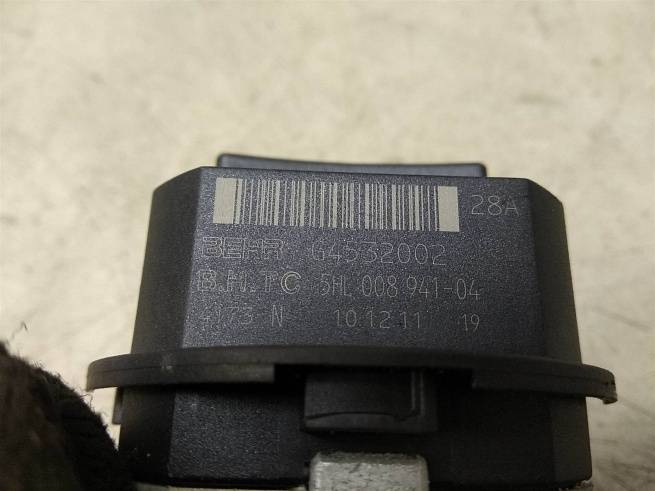 28A
BEHR G4532002
B.H.T C 5HL 008 941-04
4173 N 10 12 11 19